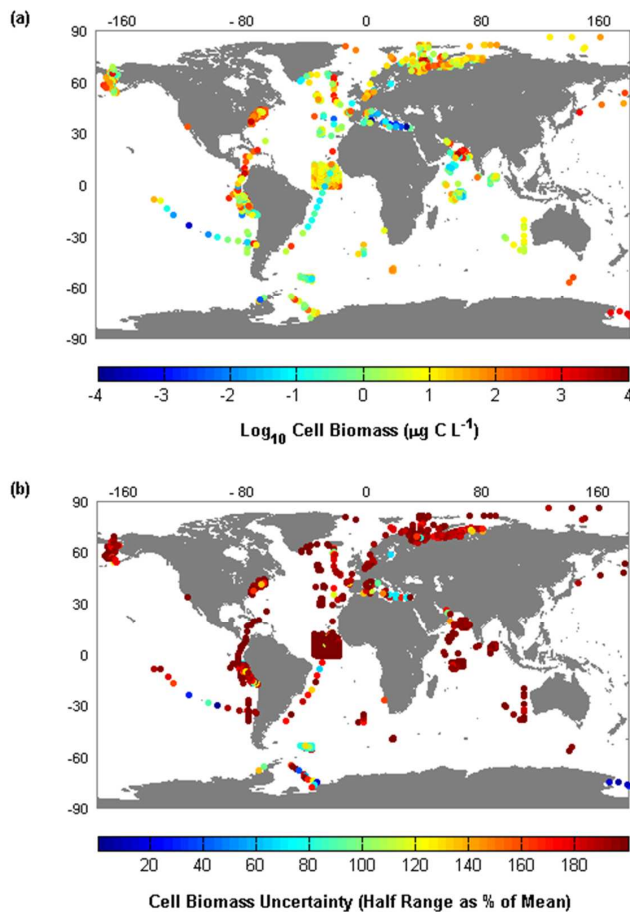 (a)
-160 -80 0 80 160
90
60
30
0
-30
-60
-90
-4 -3 -2 -1 0 1 2 3 4
Log10 Cell Biomass (µg C L-1)
(b)
-160 -80 0 80 160
90
60
30
0
-30
-60
-90
20 40 60 80 100 120 140 160 180
Cell Biomass Uncertainty (Half Range as % of Mean)